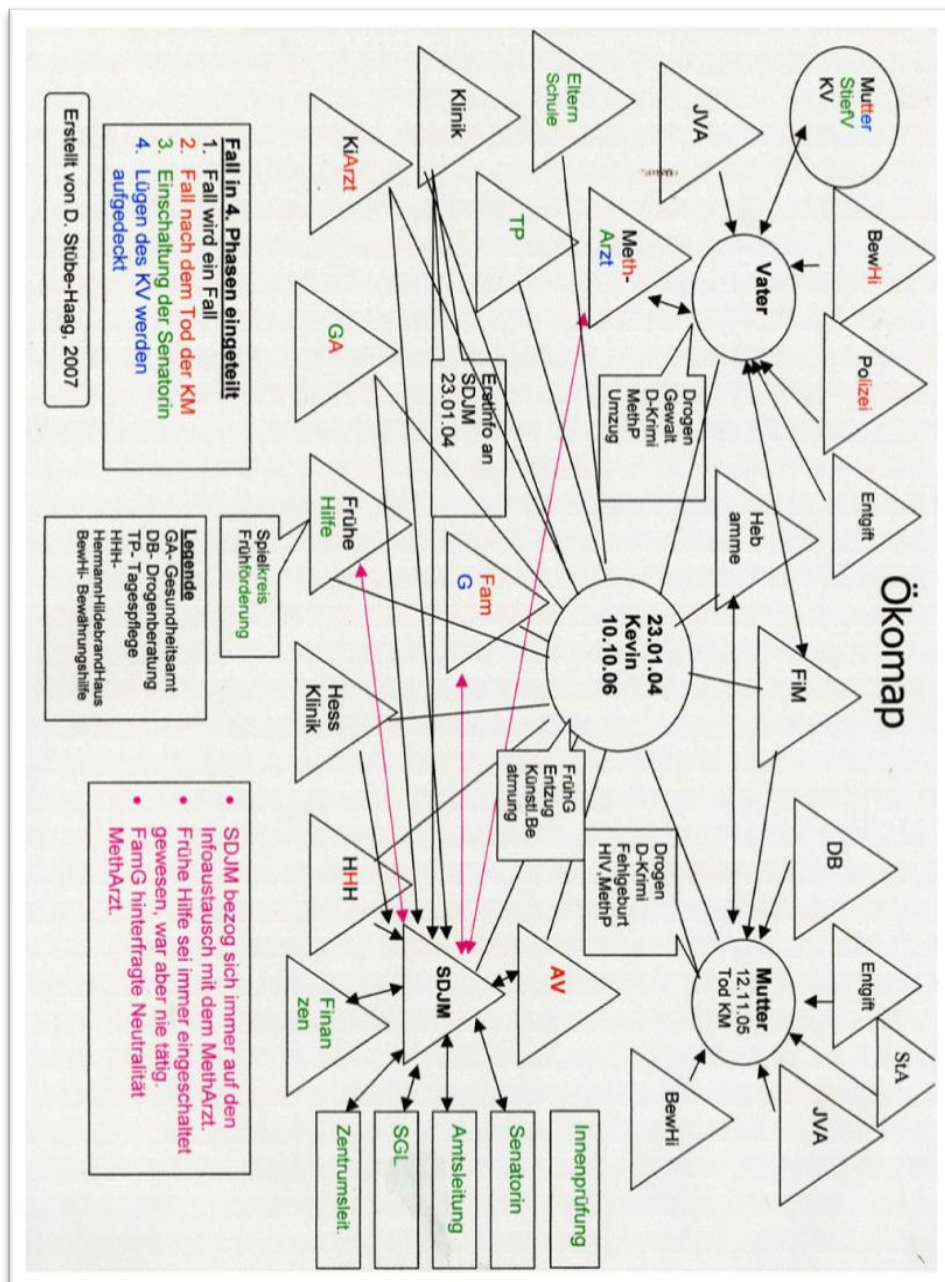 Ökomap
Mutter
StiefV
KV
BewHi
Polizei
Entgift
FiM
DB
Entgift
StA
JVA
JVA
Vater
Heb
amme
Mutter
12.11.05
Tod KM
BewHi
Drogen
Gewalt
D-Krimi
MethP
Umzug
23.01.04
Kevin
10.10.06
Drogen
D-Krimi
Fehlgeburt
HIV,MethP
FrühG
Entzug
Künstl.Be
atmung
Eltern
Schule
Meth-
Arzt
TP
Klinik
KiArzt
Erstinfo an
SDJM
23.01.04
Fam
G
AV
GA
Frühe
Hilfe
Hess
Klinik
HHH
SDJM
Finan
zen
Innenprüfung
Senatorin
Amtsleitung
SGL
Zentrumsleit.
Spielkreis
Frühförderung
Fall in 4. Phasen eingeteilt
1. Fall wird ein Fall
2. Fall nach dem Tod der KM
3. Einschaltung der Senatorin
4. Lügen des KV werden
aufgedeckt
Legende
GA- Gesundheitsamt
DB- Drogenberatung
TP- Tagespflege
HHH-
HermannHildebrandHaus
BewHi- Bewährungshilfe
• SDJM bezog sich immer auf den
Infoaustausch mit dem MethArzt.
• Frühe Hilfe sei immer eingeschaltet
gewesen, war aber nie tätig.
• FamG hinterfragte Neutralität
MethArzt.
Erstellt von D. Stübe-Haag, 2007